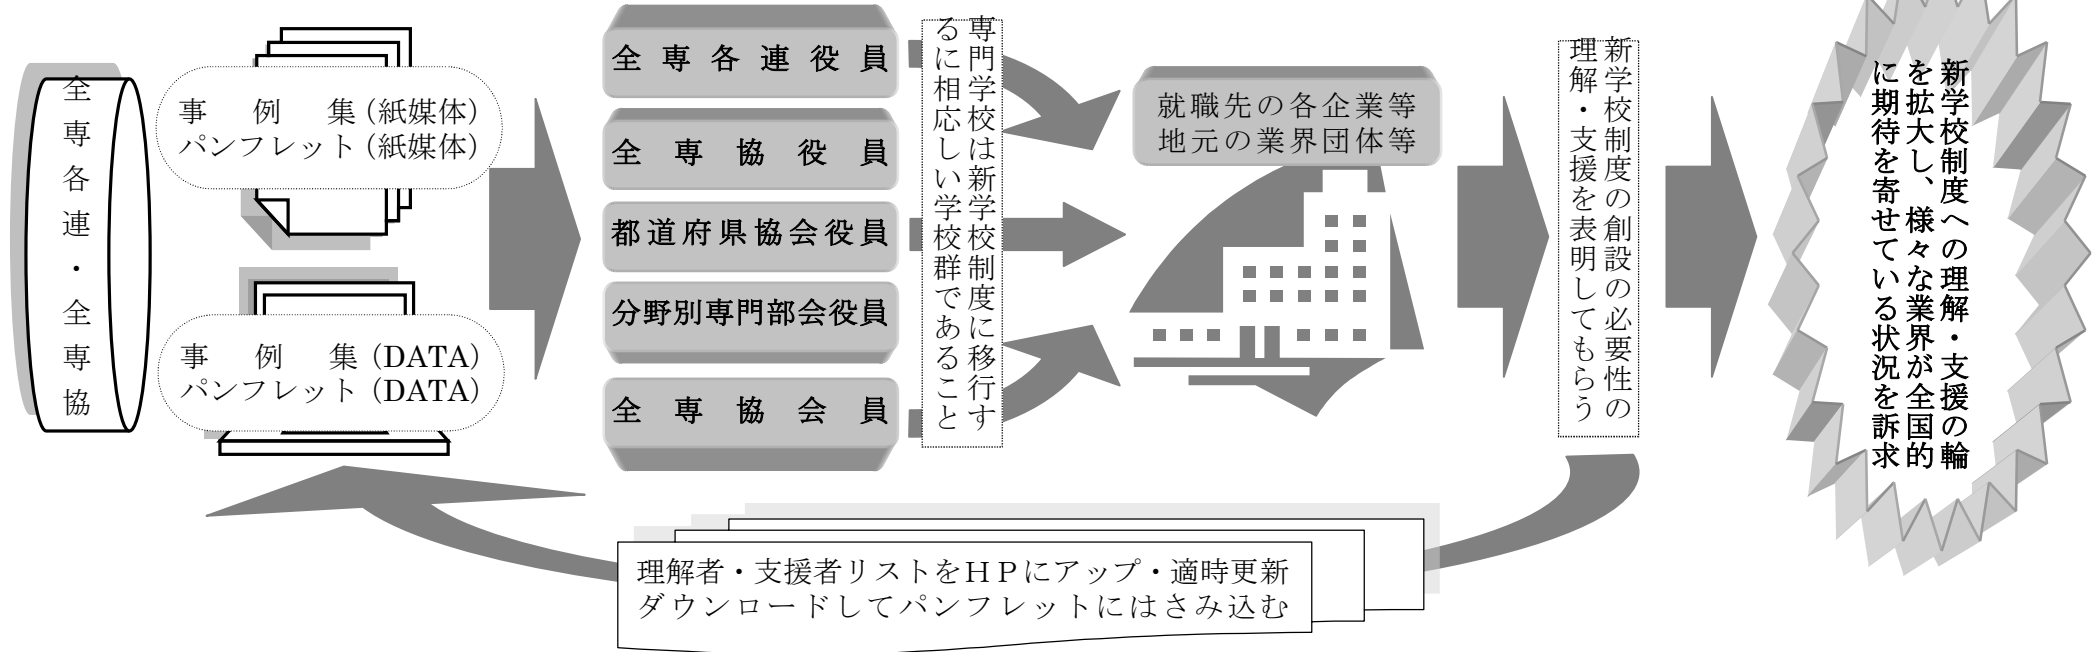 全専各連・全専協
事例集(紙媒体)
パンフレット(紙媒体)
事例集(DATA)
パンフレット(DATA)
全専各連役員
全専協役員
都道府県協会役員
分野別専門部会役員
全専協会員
専門学校は新学校制度に移行す
るに相応しい学校群であること
就職先の各企業等
地元の業界団体等
新学校制度の創設の必要性の
理解・支援を表明してもらう
新学校制度への理解・支援の輪
を拡大し、様々な業界が全国的
に期待を寄せている状況を訴求
理解者・支援者リストをHPにアップ・適時更新
ダウンロードしてパンフレットにはさみ込む